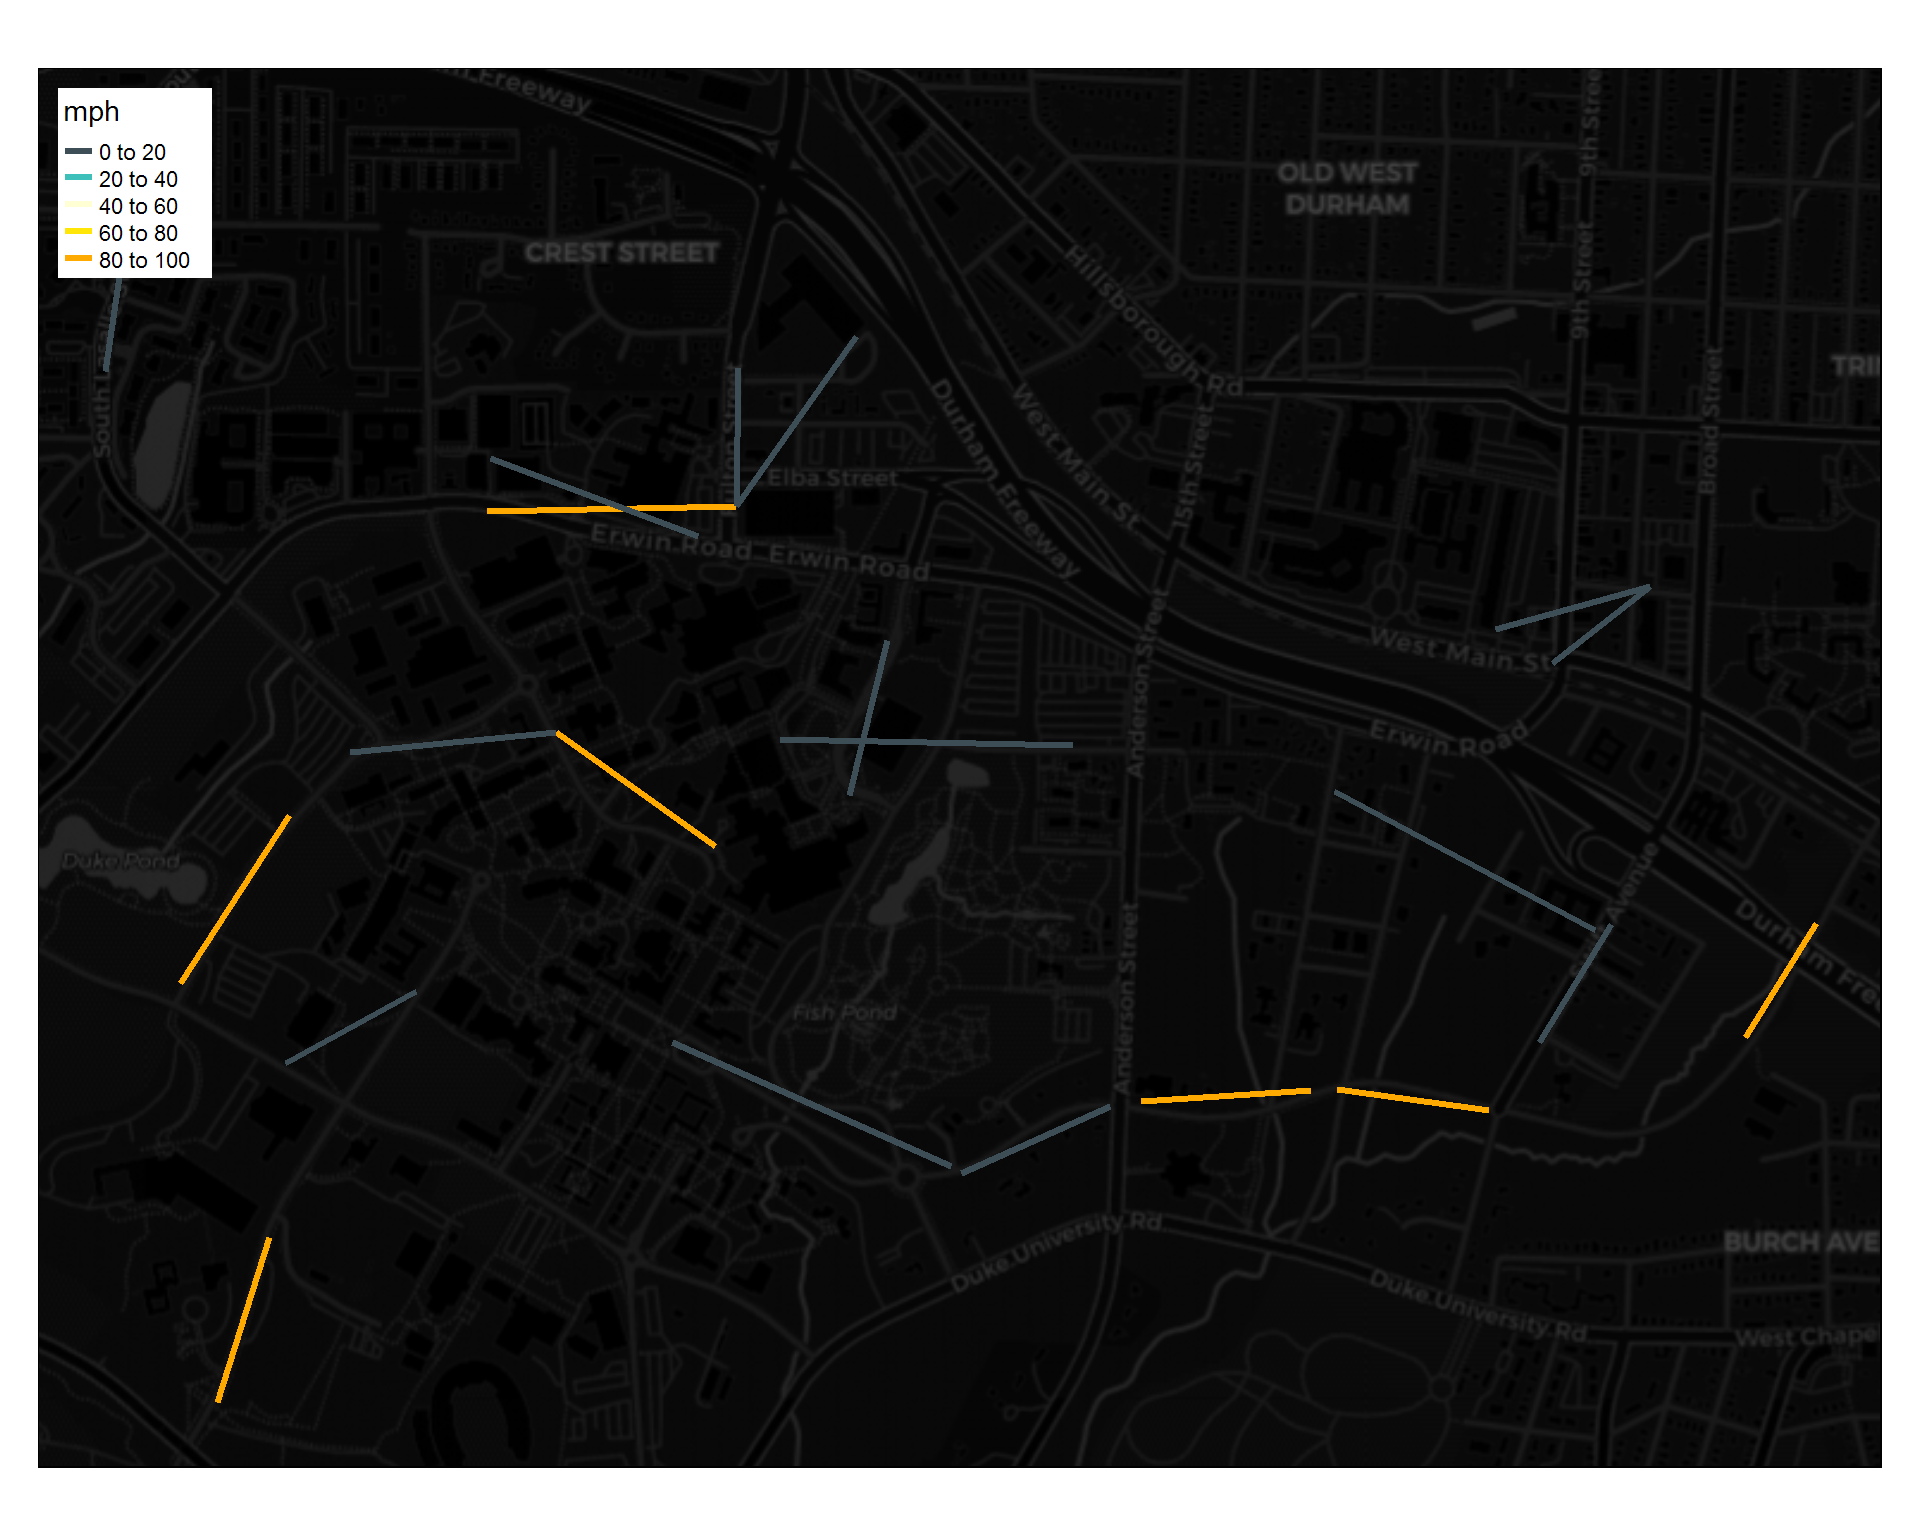 mph
0 to 20
20 to 40
40 to 60
60 to 80
80 to 100
Freeway
9th Street
OLD WEST
DURHAM
CREST STREET
9th Street
Hillsborough Rd
Broad Street
South
Durham Freeway
West Main St
15th Street
Elba Street
Erwin Road
Erwin Road
Anderson Street
West Main St
Erwin Road
Duke Pond
Avenue
Anderson Street
Fish Pond
Duke University Rd
BURCH AVE
Duke University Rd
West Chape